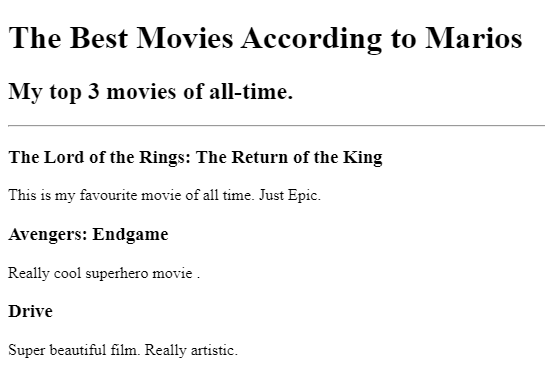 The Best Movies According to Marios
My top 3 movies of all-time.
The Lord of the Rings: The Return of the King
This is my favourite movie of all time. Just Epic.
Avengers: Endgame
Really cool superhero movie .
Drive
Super beautiful film. Really artistic.